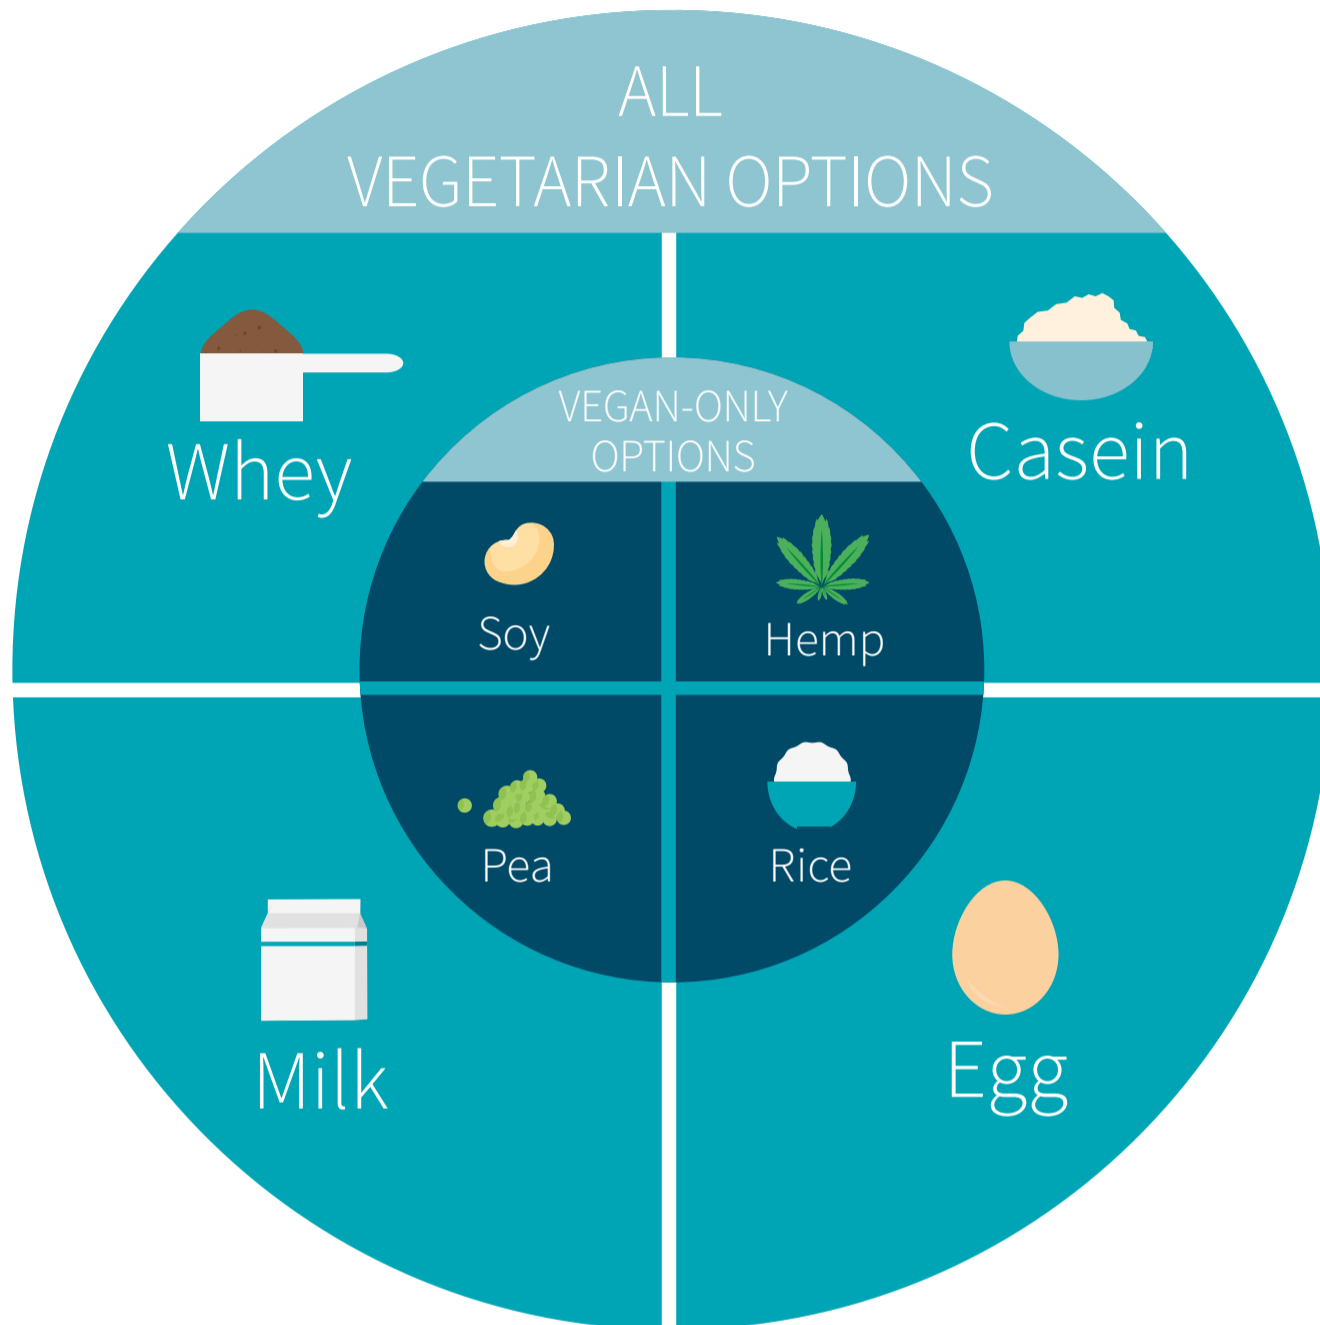 ALL
VEGETARIAN OPTIONS
Whey
Casein
VEGAN-ONLY
OPTIONS
Soy
Hemp
Pea
Rice
Milk
Egg